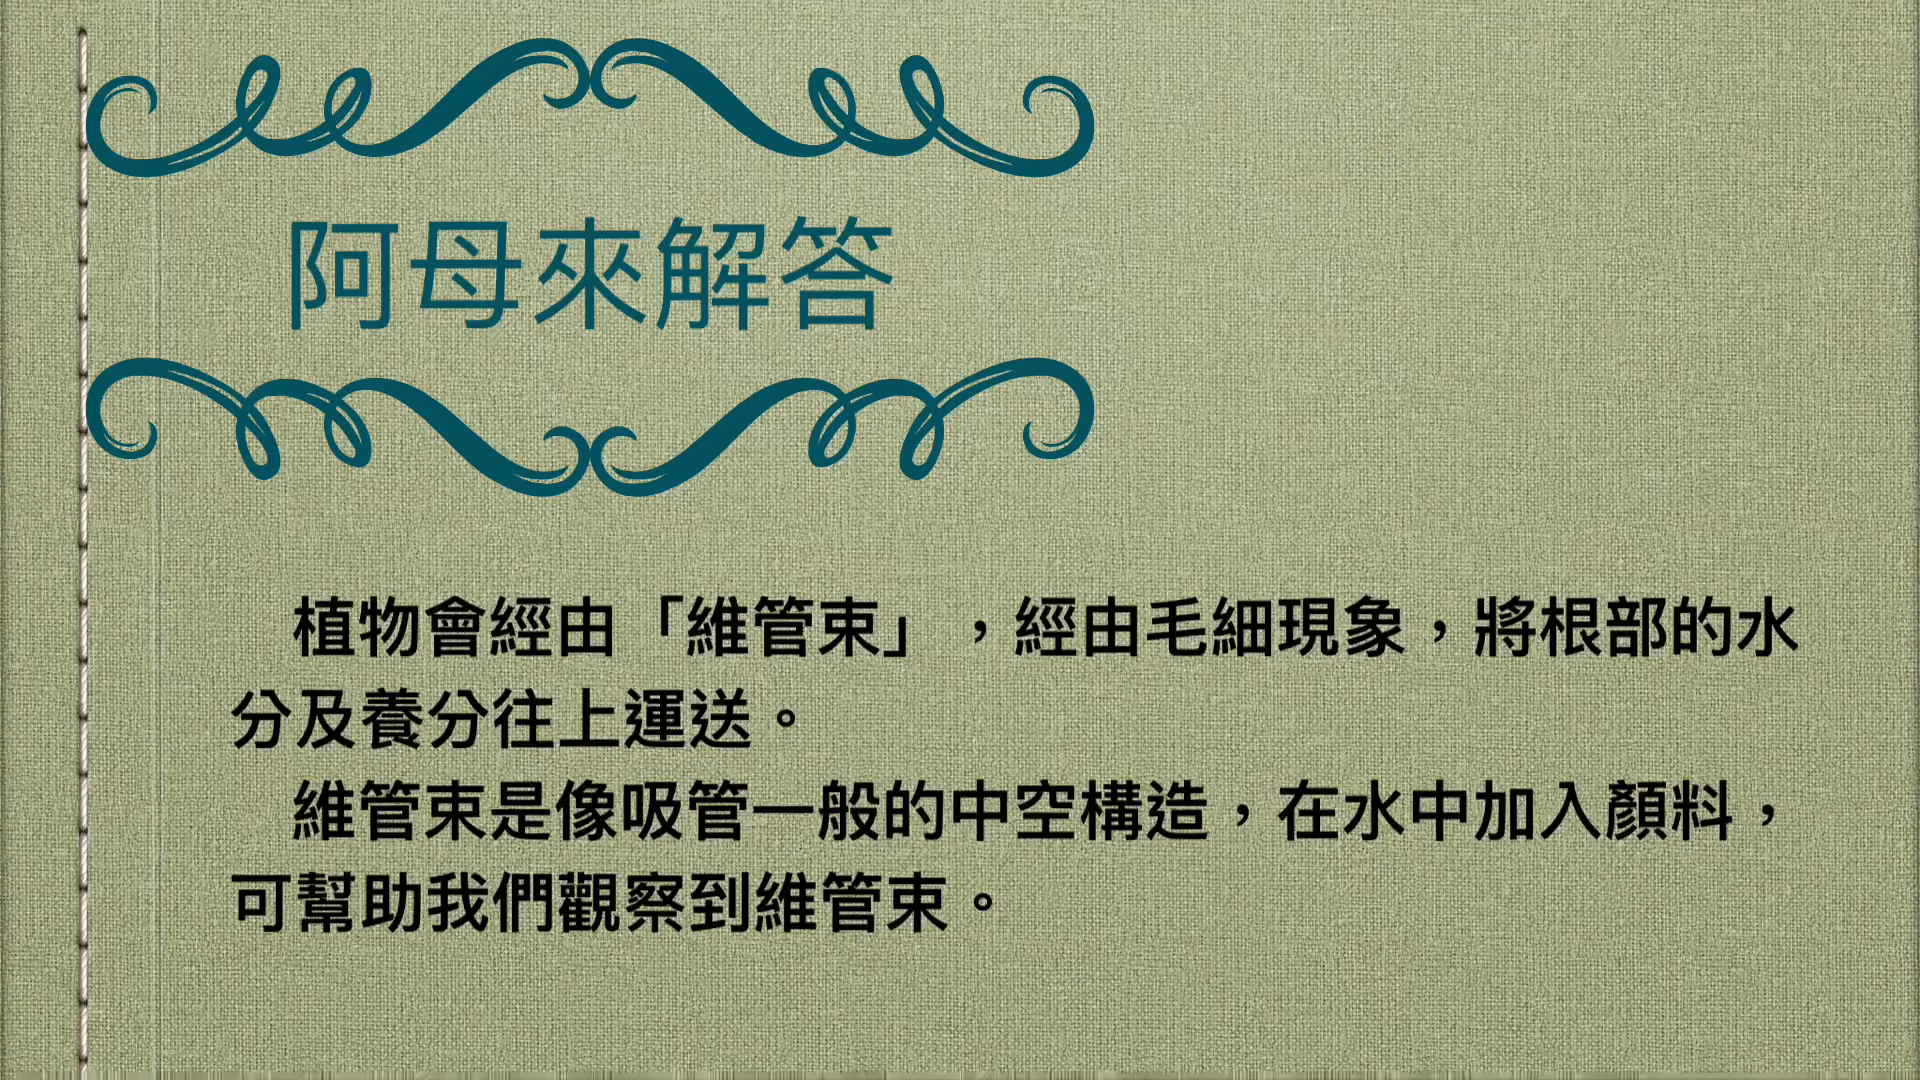 阿母來解答
植物會經由「維管束」，經由毛細現象，將根部的水
分及養分往上運送。
維管束是像吸管一般的中空構造，在水中加入顏料，
可幫助我們觀察到維管束。